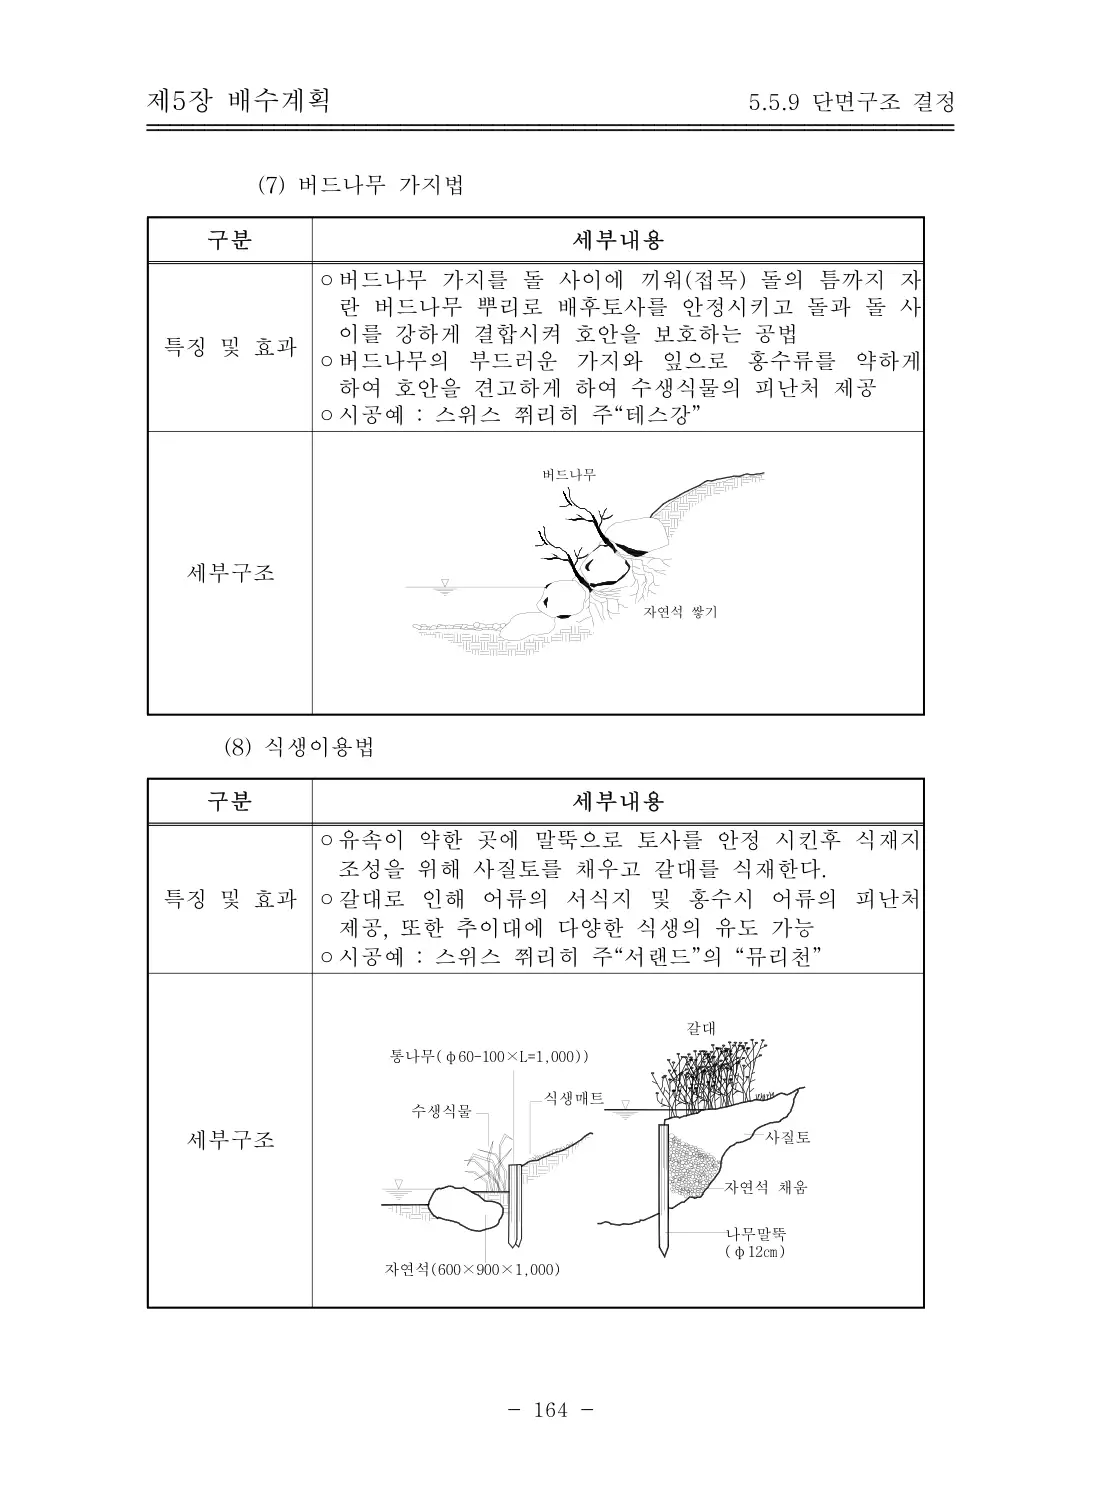 제5장 배수계획
5.5.9 단면구조 결정
(7) 버드나무 가지법
구분
세부내용
특징 및 효과
○버드나무 가지를 돌 사이에 끼워(접목) 돌의 틈까지 자
란 버드나무 뿌리로 배후토사를 안정시키고 돌과 돌 사
이를 강하게 결합시켜 호안을 보호하는 공법
○버드나무의 부드러운 가지와 잎으로 홍수류를 약하게
하여 호안을 견고하게 하여 수생식물의 피난처 제공
○시공예 : 스위스 쮜리히 주“테스강”
세부구조
버드나무
자연석 쌓기
(8) 식생이용법
구분
세부내용
특징 및 효과
○유속이 약한 곳에 말뚝으로 토사를 안정 시킨후 식재지
조성을 위해 사질토를 채우고 갈대를 식재한다.
○갈대로 인해 어류의 서식지 및 홍수시 어류의 피난처
제공, 또한 추이대에 다양한 식생의 유도 가능
○시공예 : 스위스 쮜리히 주“서랜드”의 “뮤리천”
세부구조
갈대
통나무(φ60-100×L=1,000))
식생매트
수생식물
사질토
자연석 채움
나무말뚝
(φ12㎝)
자연석(600×900×1,000)
- 164 -